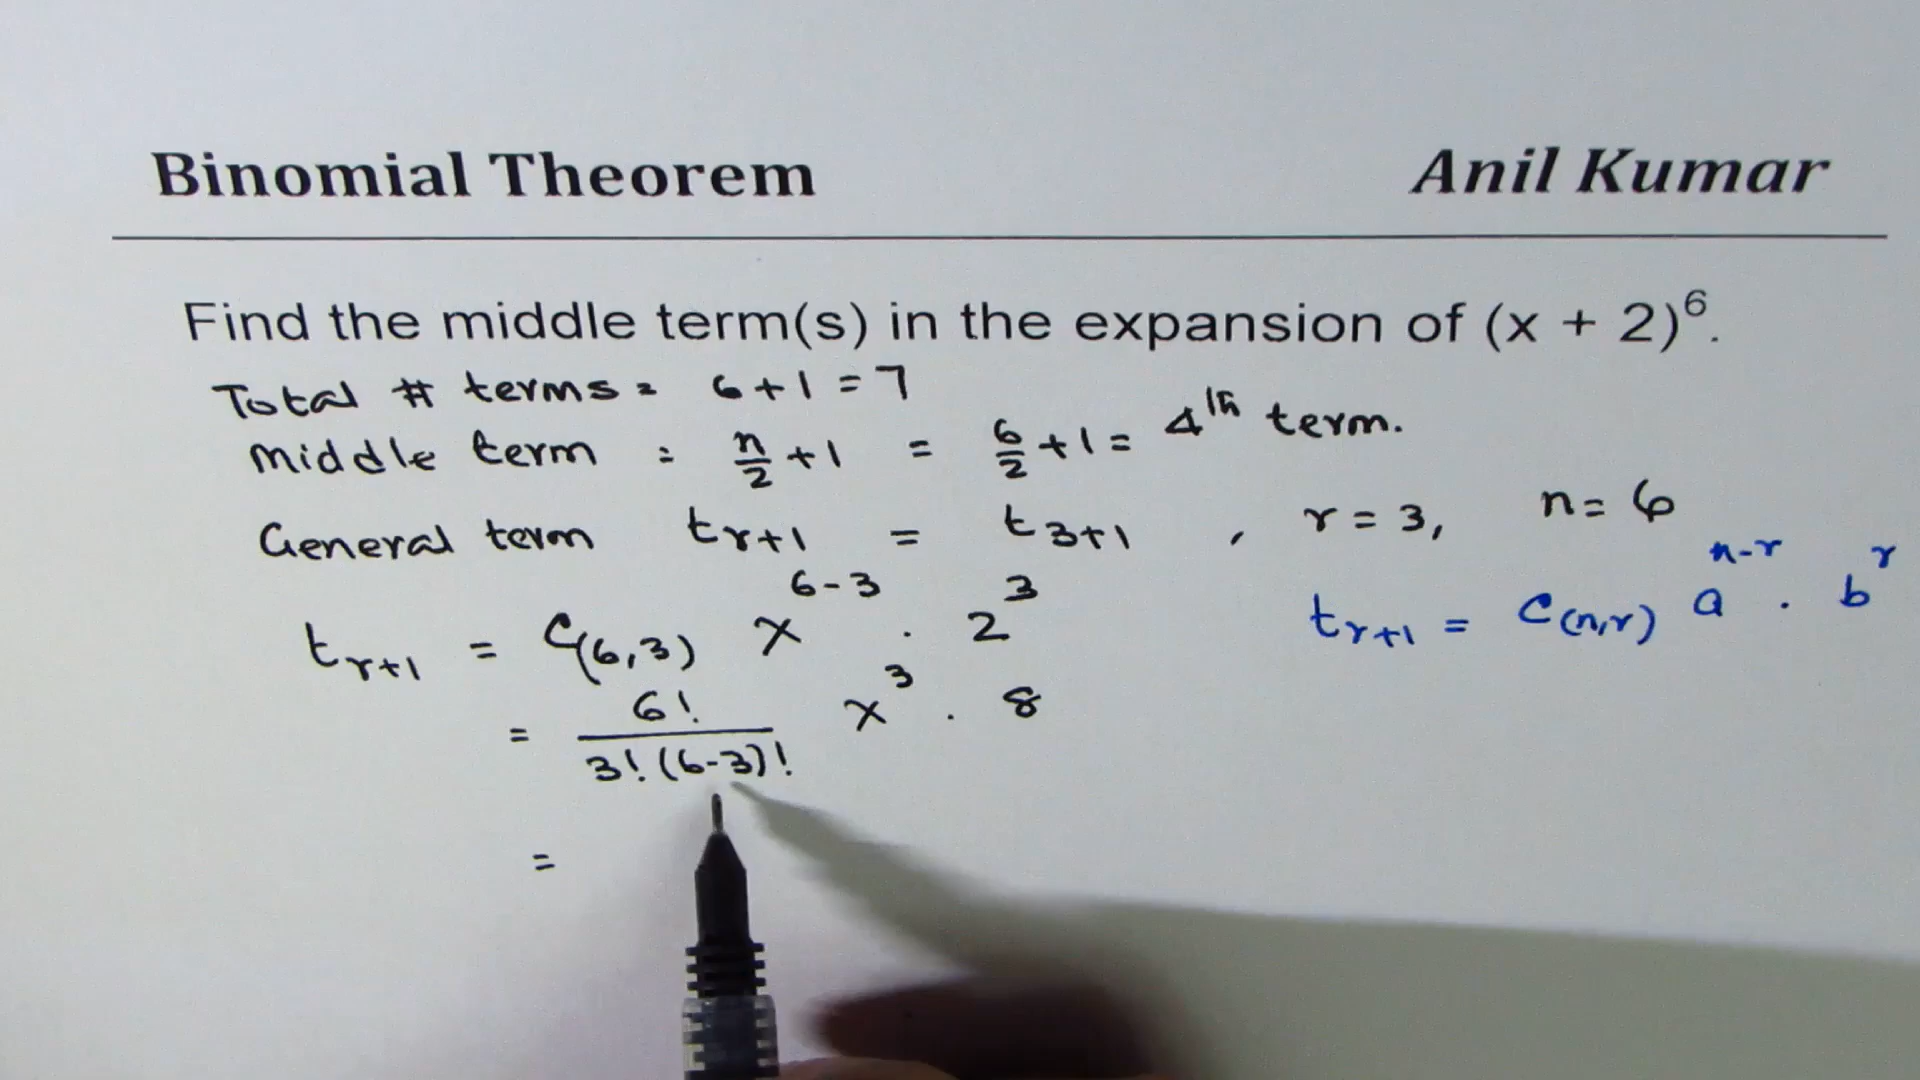 Binomial Theorem Anil Kumar
Find the middle term(s) in the expansion of (x + 2)⁶.
Total # terms = 6+1 = 7
Middle term = n/2 + 1 = 6/2 + 1 = 4th term.
General term t_{r+1} = t_{3+1} , r = 3, n = 6
t_{r+1} = C(6,3) x^{6-3} . 2^3
t_{r+1} = C(n,r) a^{n-r} . b^r
= 6! / 3!(6-3)! x^3 . 8
=